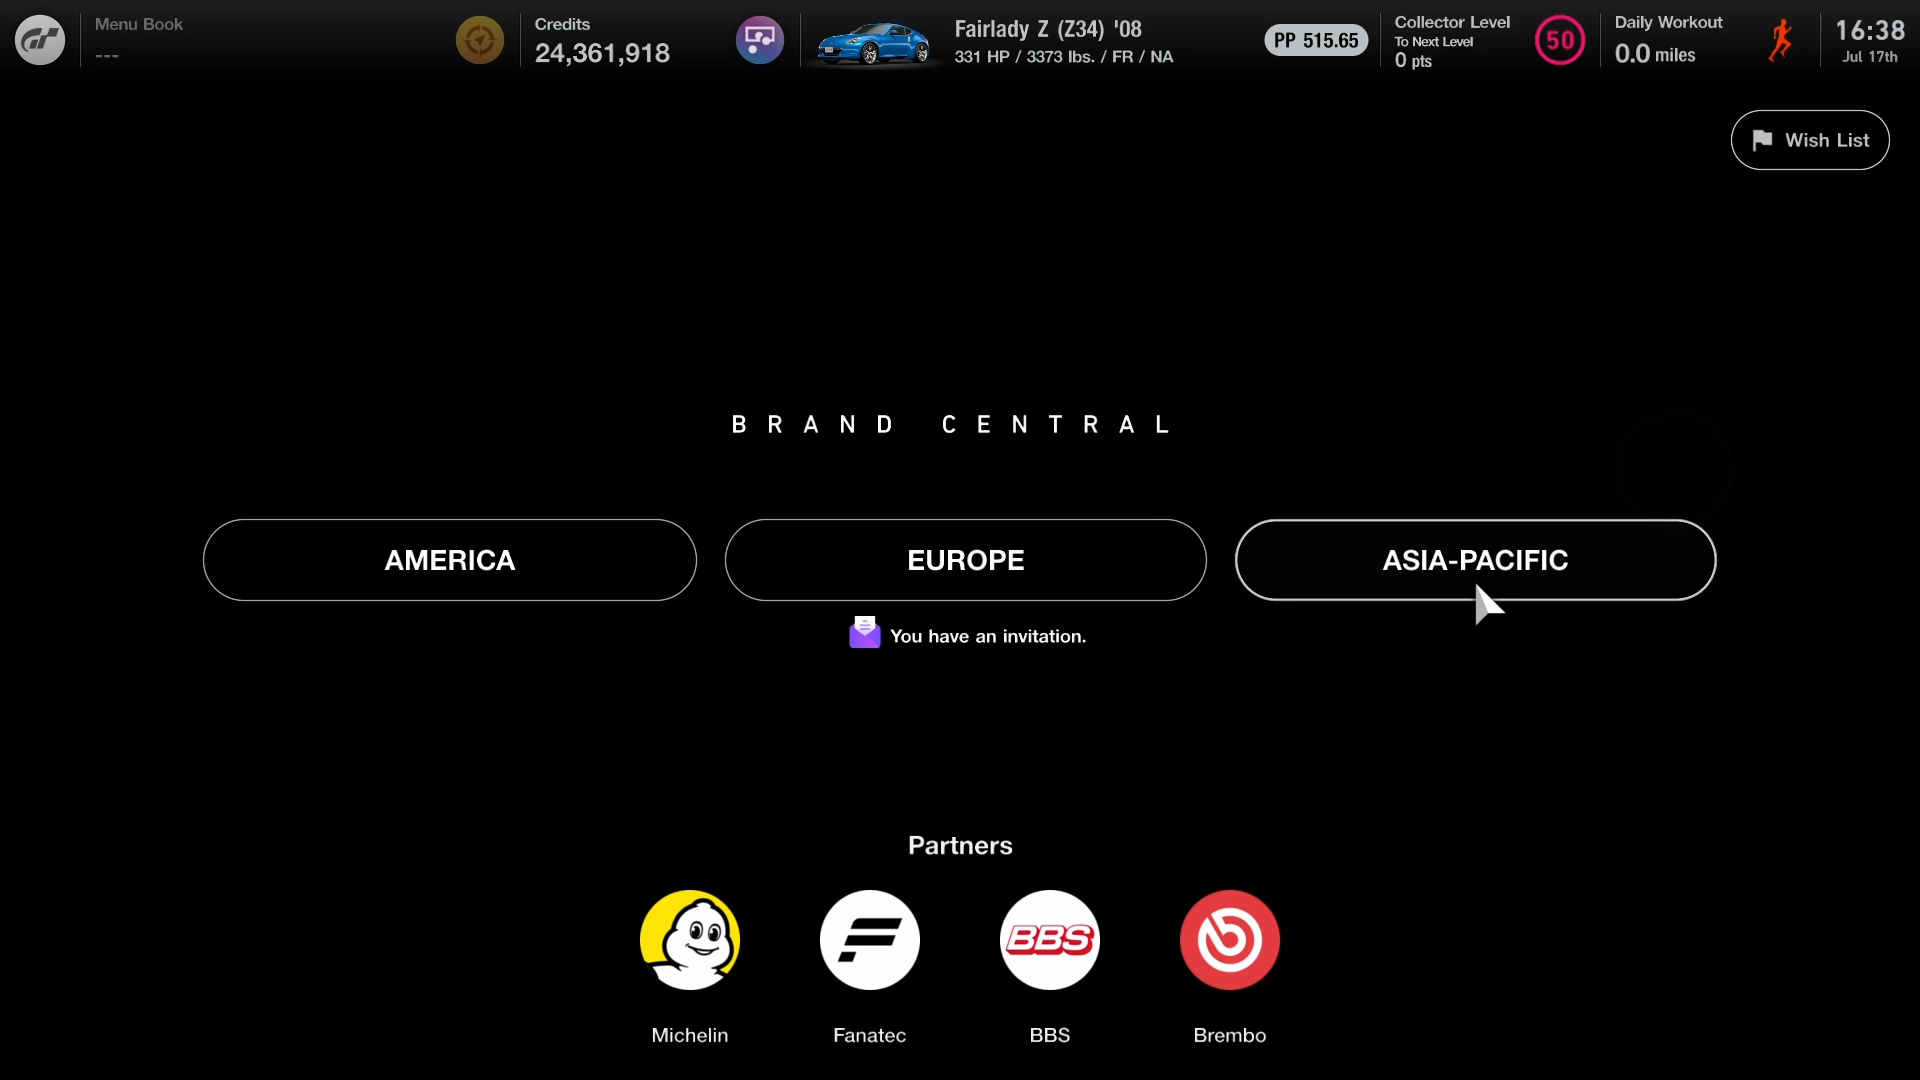 Menu Book
---
Credits
24,361,918
Fairlady Z (Z34) '08
331 HP / 3373 lbs. / FR / NA
PP 515.65
Collector Level
To Next Level
0 pts
50
Daily Workout
0.0 miles
16:38
Jul 17th
Wish List
BRAND CENTRAL
AMERICA
EUROPE
ASIA-PACIFIC
You have an invitation.
Partners
BBS
Michelin
Fanatec
BBS
Brembo